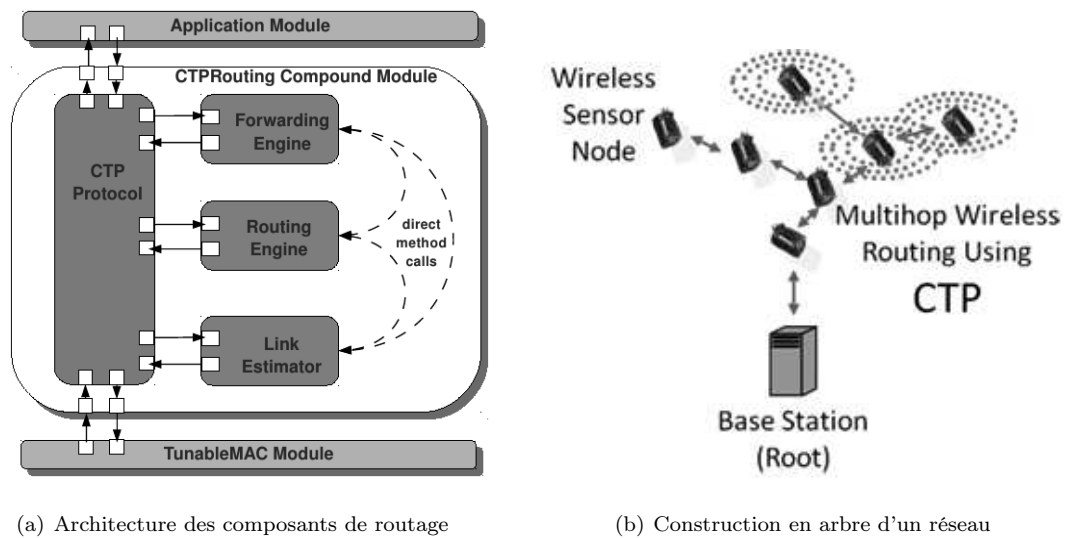 Application Module
CTPRouting Compound Module
CTP
Protocol
Forwarding
Engine
Routing
Engine
direct
method
calls
Link
Estimator
TunableMAC Module
(a) Architecture des composants de routage
Wireless
Sensor
Node
Multihop Wireless
Routing Using
CTP
Base Station
(Root)
(b) Construction en arbre d'un réseau